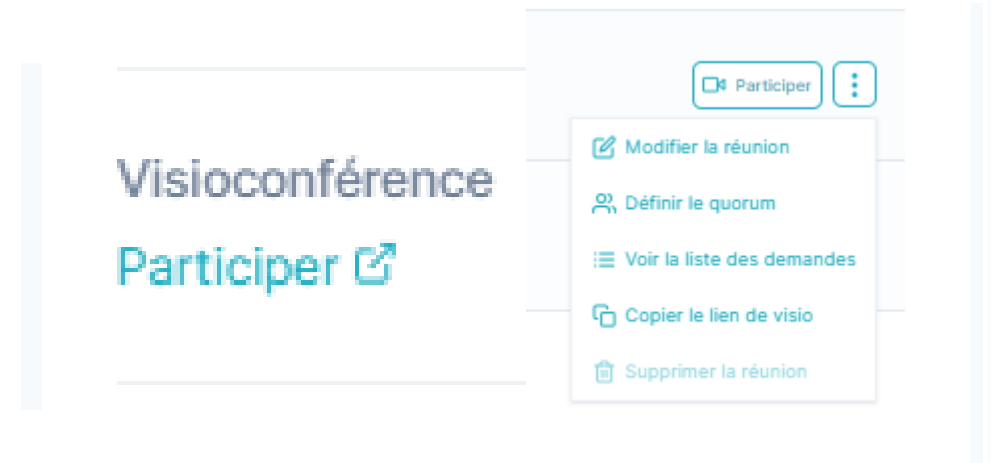 Visioconférence
Participer
Participer
Modifier la réunion
Définir le quorum
Voir la liste des demandes
Copier le lien de visio
Supprimer la réunion